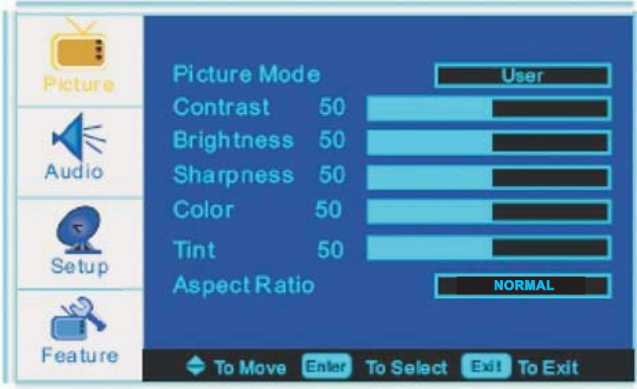 Picture
Audio
Setup
Feature
Picture Mode User
Contrast 50
Brightness 50
Sharpness 50
Color 50
Tint 50
Aspect Ratio NORMAL
To Move Enter To Select Exit To Exit